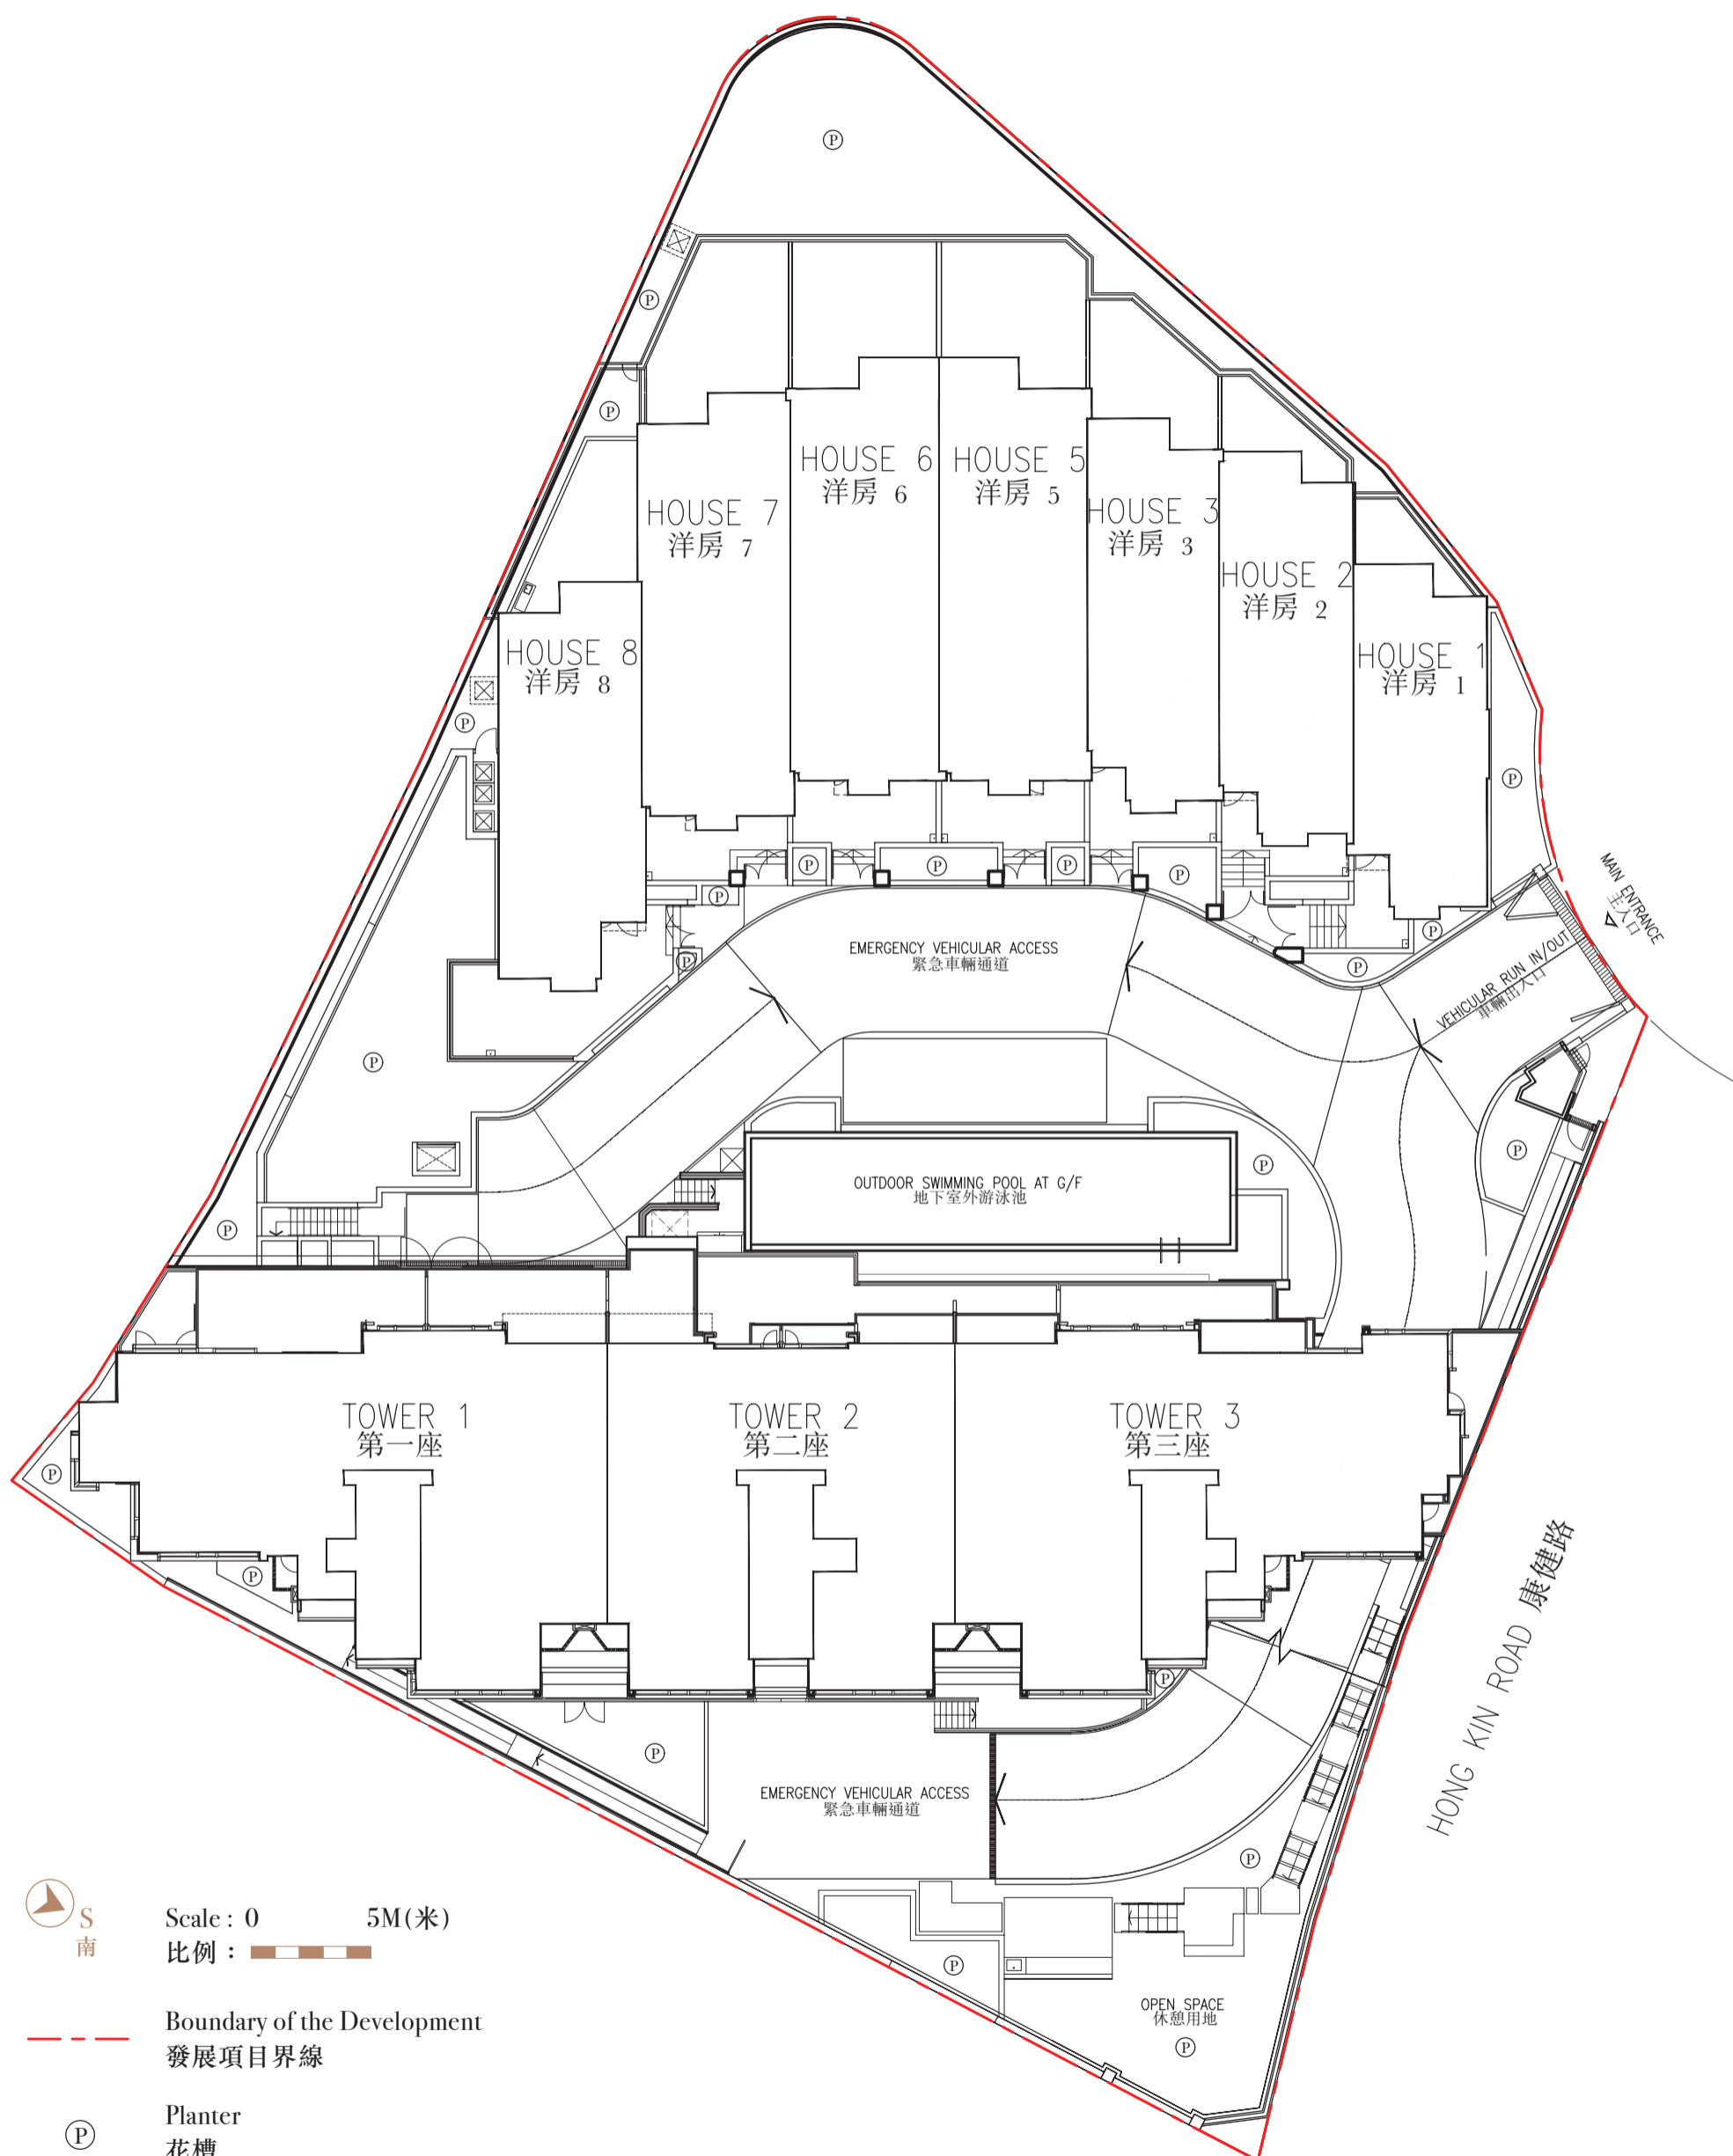 P
P
P
HOUSE 6
洋房 6
HOUSE 5
洋房 5
HOUSE 7
洋房 7
HOUSE 3
洋房 3
HOUSE 2
洋房 2
HOUSE 8
洋房 8
HOUSE 1
洋房 1
P
P
P
P
P
P
P
P
P
P
P
MAIN ENTRANCE
主入口
EMERGENCY VEHICULAR ACCESS
緊急車輛通道
VEHICULAR RUN IN/OUT
車輛出入口
P
P
P
P
OUTDOOR SWIMMING POOL AT G/F
地下室外游泳池
TOWER 1
第一座
TOWER 2
第二座
TOWER 3
第三座
P
P
P
P
HONG KIN ROAD 康健路
EMERGENCY VEHICULAR ACCESS
緊急車輛通道
P
P
OPEN SPACE
休憩用地
P
S
南
Scale : 0 5M(米)
比例 :
Boundary of the Development
發展項目界線
P
Planter
花槽